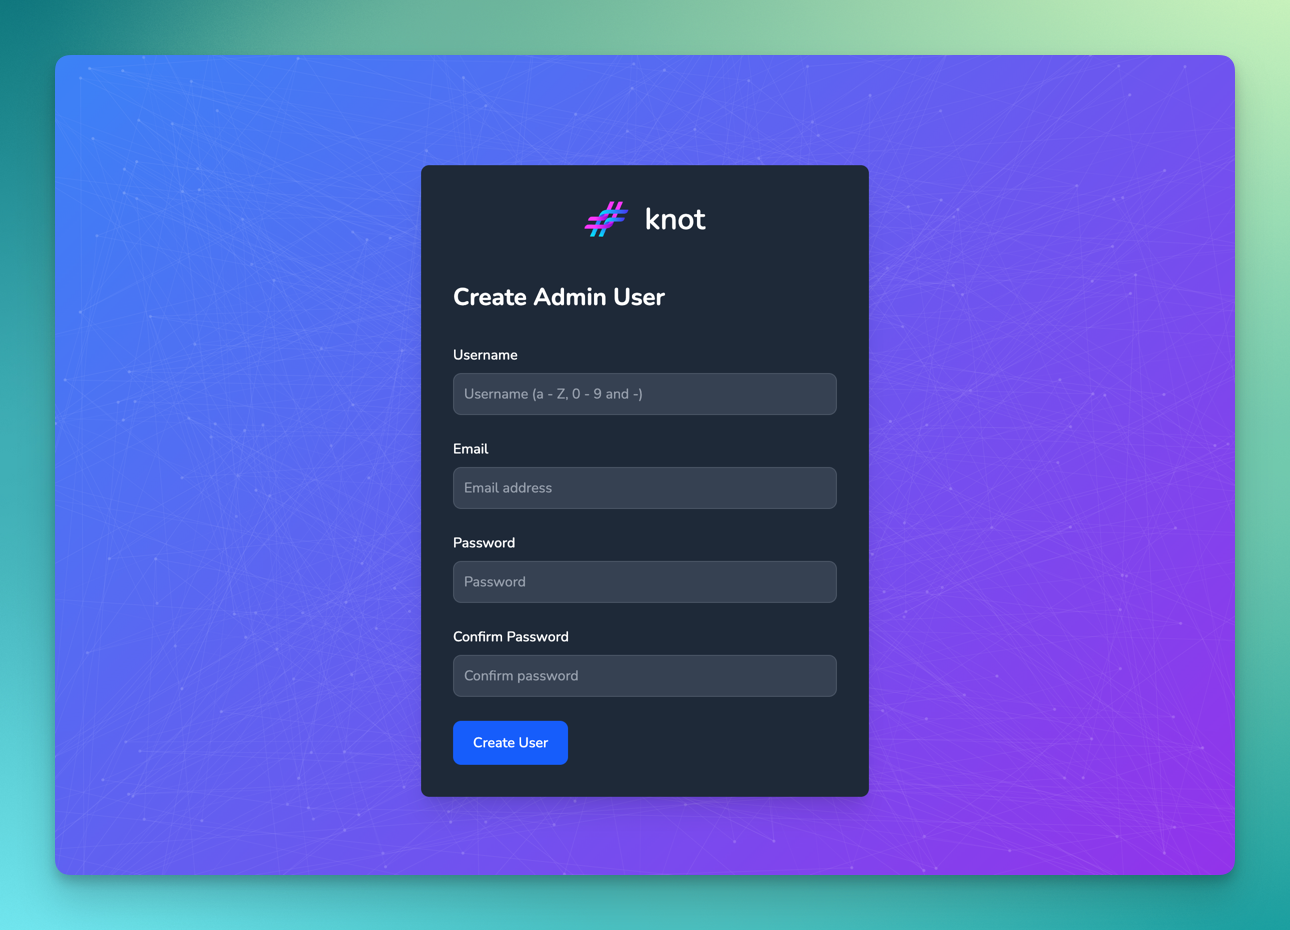 knot
Create Admin User
Username
Username (a - Z, 0 - 9 and -)
Email
Email address
Password
Password
Confirm Password
Confirm password
Create User